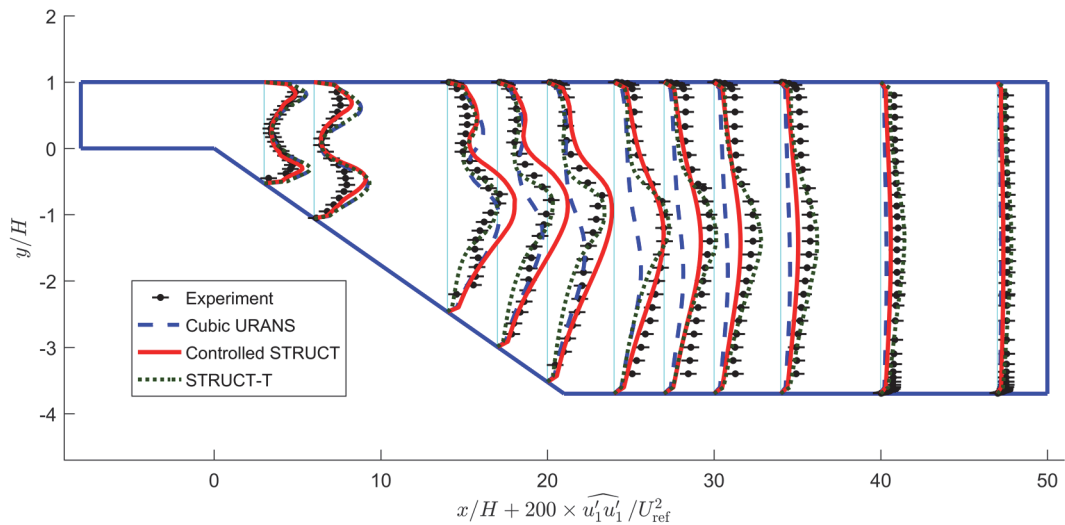 2
1
0
-1
-2
-3
-4
y/H
Experiment
Cubic URANS
Controlled STRUCT
STRUCT-T
0 10 20 30 40 50
x/H + 200 × \widehat{u'_1 u'_1}/U²_ref